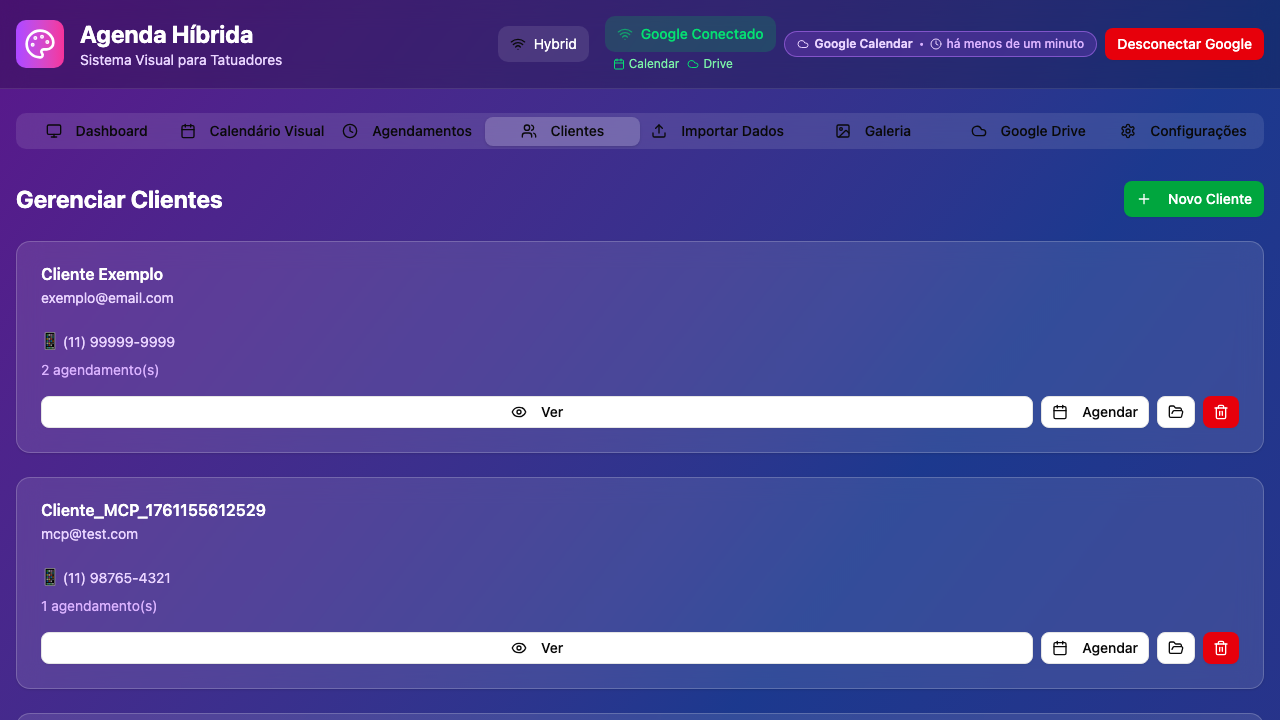 Agenda Híbrida
Sistema Visual para Tatuadores
Hybrid
Google Conectado
Calendar Drive
Google Calendar • há menos de um minuto
Desconectar Google
Dashboard Calendário Visual Agendamentos Clientes Importar Dados Galeria Google Drive Configurações
Gerenciar Clientes
Novo Cliente
Cliente Exemplo
exemplo@email.com
(11) 99999-9999
2 agendamento(s)
Ver Agendar
Cliente_MCP_1761155612529
mcp@test.com
(11) 98765-4321
1 agendamento(s)
Ver Agendar